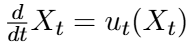 d/dt X_t = u_t(X_t)